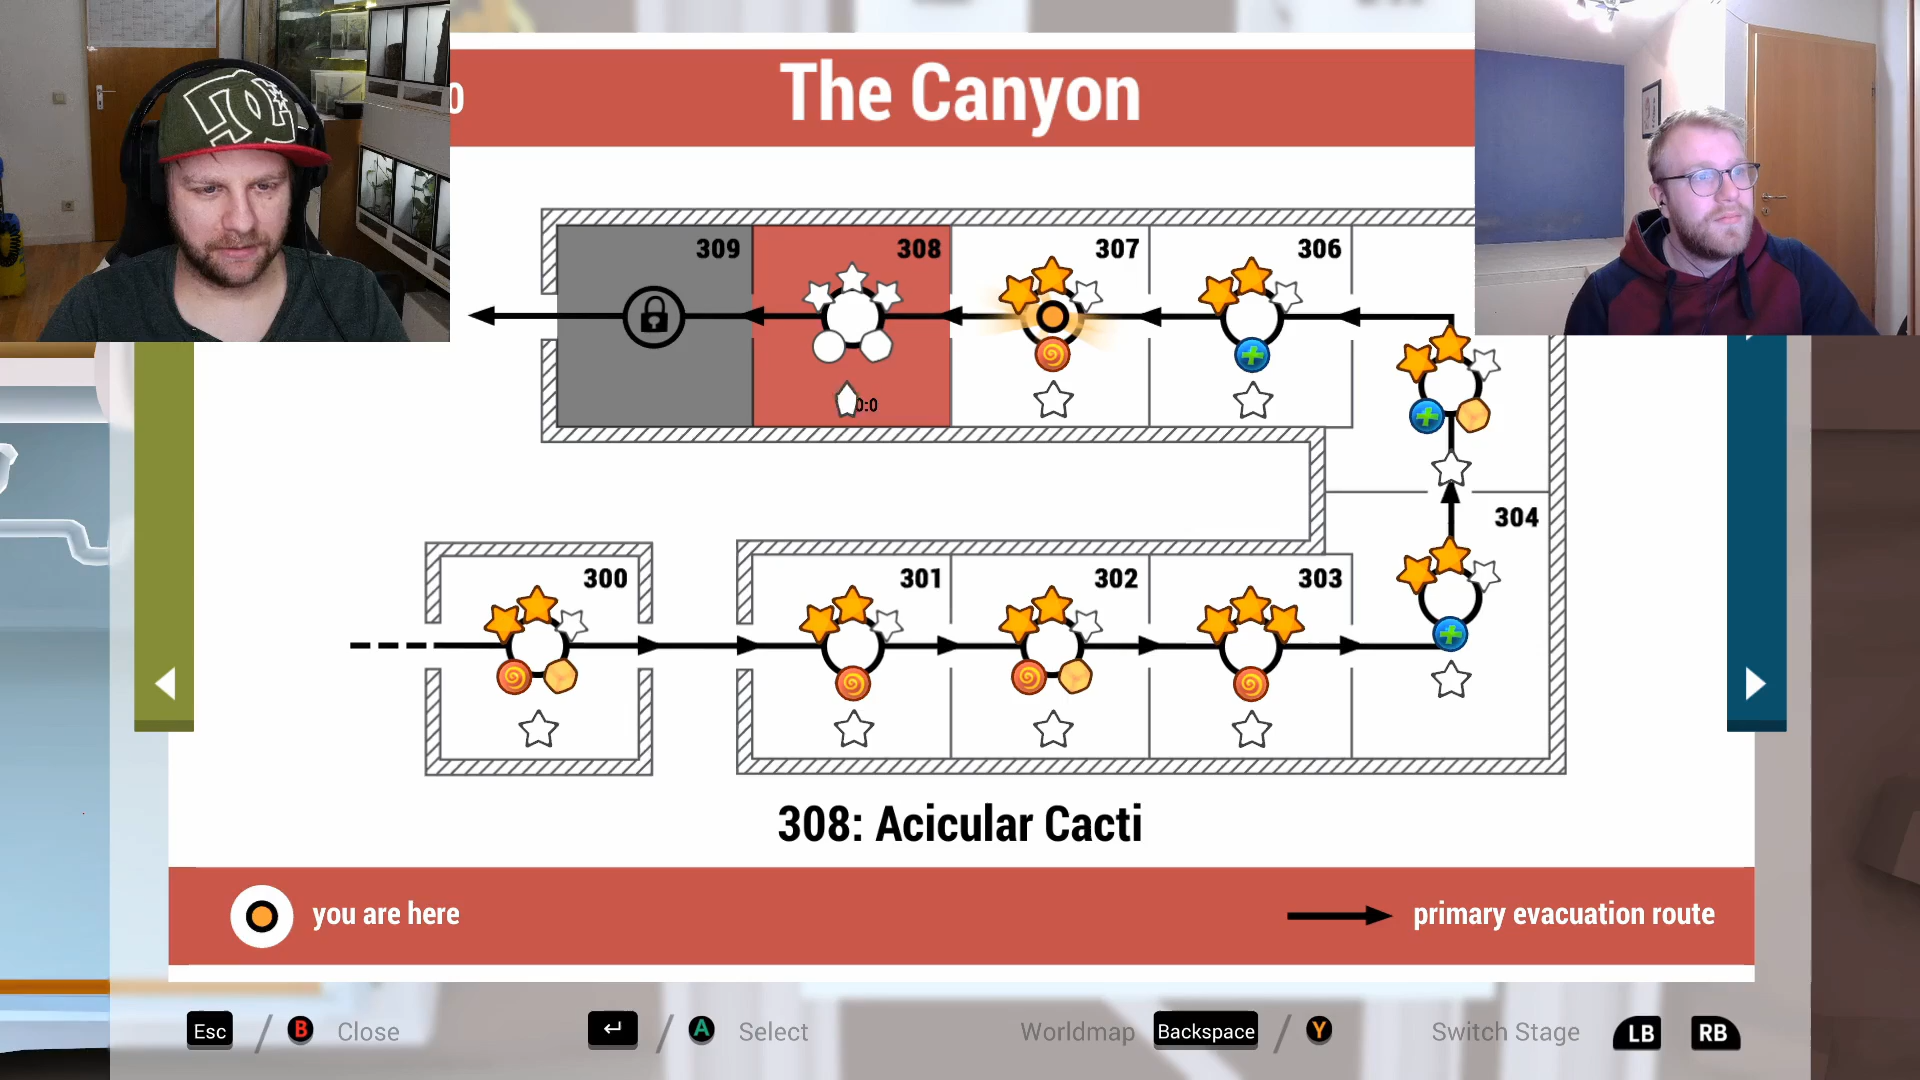 The Canyon
309
308
307
306
0:0
304
300
301
302
303
308: Acicular Cacti
you are here
primary evacuation route
Esc / B Close
↵ / A Select
Worldmap Backspace / Y
Switch Stage LB RB